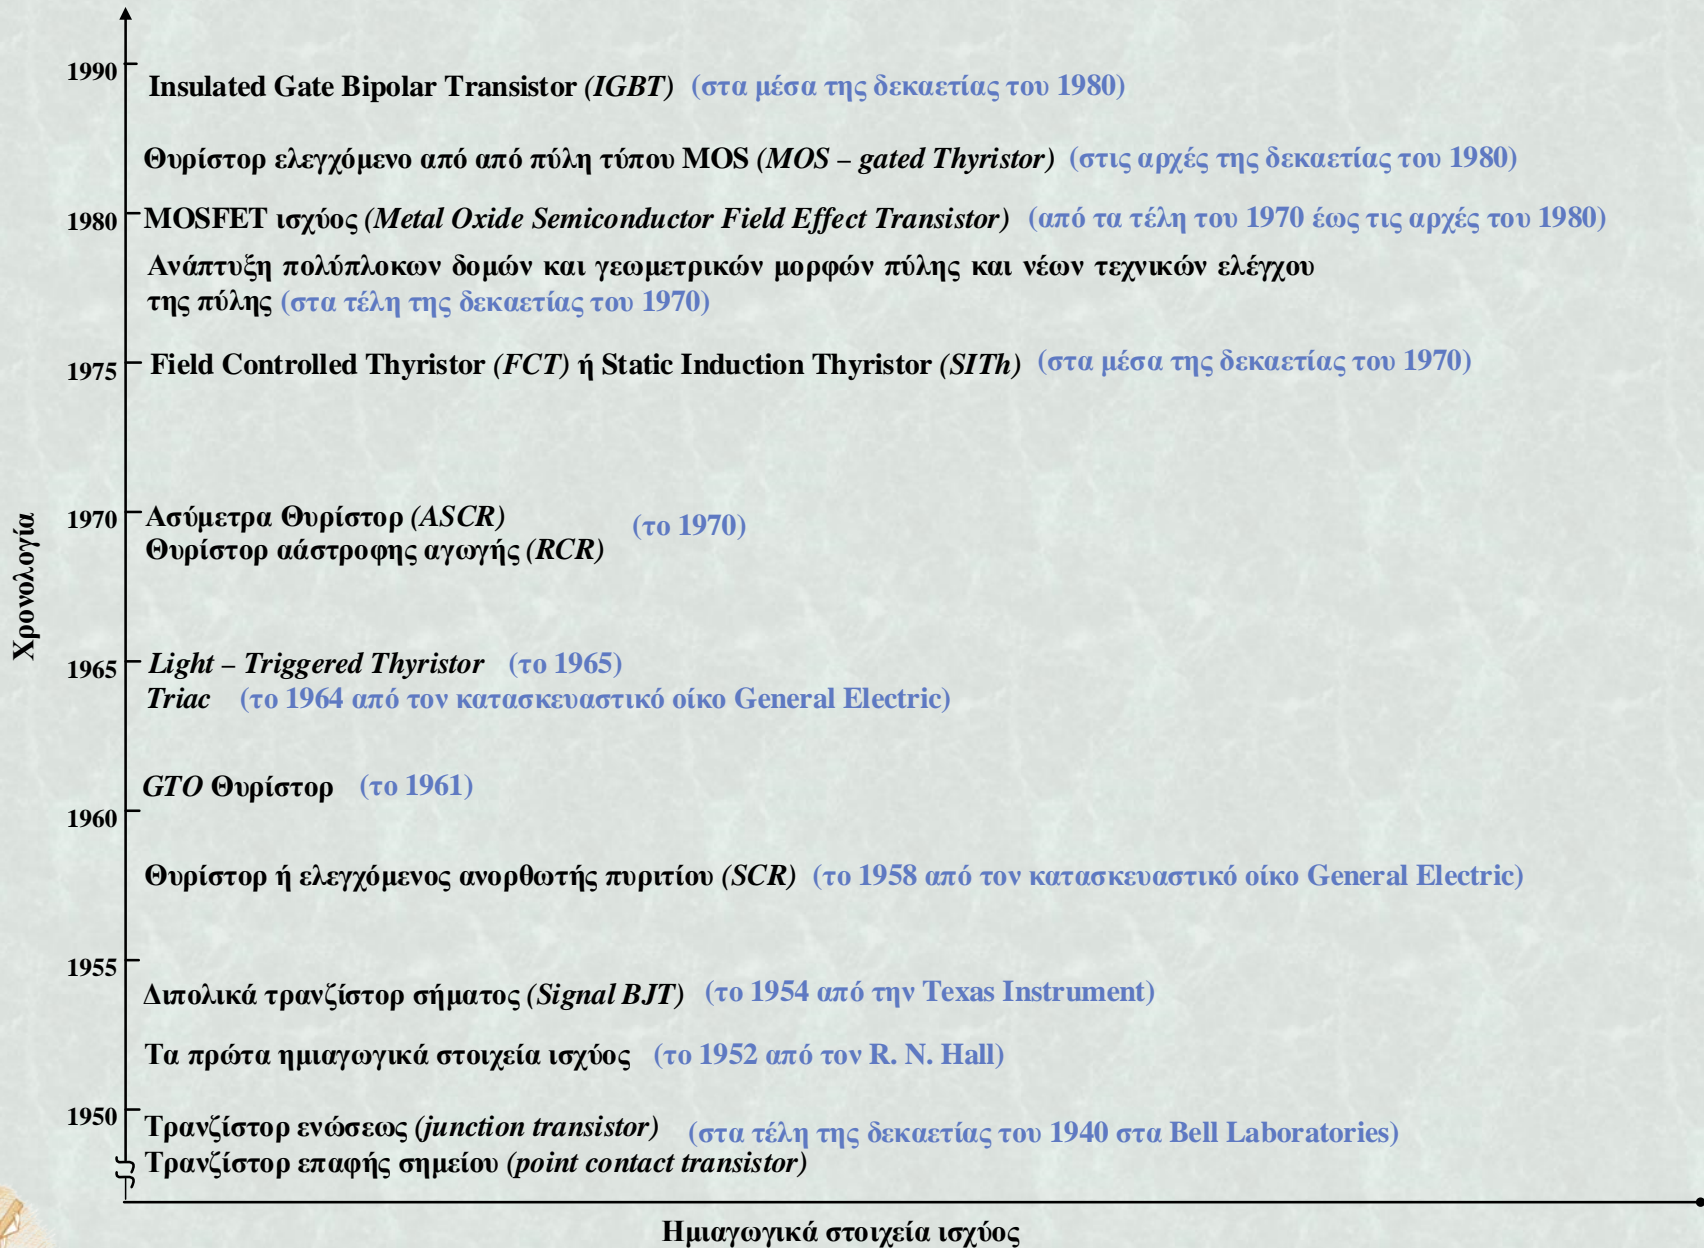 1990
Insulated Gate Bipolar Transistor (IGBT) (στα μέσα της δεκαετίας του 1980)
Θυρίστορ ελεγχόμενο από από πύλη τύπου MOS (MOS – gated Thyristor) (στις αρχές της δεκαετίας του 1980)
1980
MOSFET ισχύος (Metal Oxide Semiconductor Field Effect Transistor) (από τα τέλη του 1970 έως τις αρχές του 1980)
Ανάπτυξη πολύπλοκων δομών και γεωμετρικών μορφών πύλης και νέων τεχνικών ελέγχου
της πύλης (στα τέλη της δεκαετίας του 1970)
1975
Field Controlled Thyristor (FCT) ή Static Induction Thyristor (SITh) (στα μέσα της δεκαετίας του 1970)
1970
Ασύμετρα Θυρίστορ (ASCR) (το 1970)
Θυρίστορ αάστροφης αγωγής (RCR)
Χρονολογία
1965
Light – Triggered Thyristor (το 1965)
Triac (το 1964 από τον κατασκευαστικό οίκο General Electric)
GTO Θυρίστορ (το 1961)
1960
Θυρίστορ ή ελεγχόμενος ανορθωτής πυριτίου (SCR) (το 1958 από τον κατασκευαστικό οίκο General Electric)
1955
Διπολικά τρανζίστορ σήματος (Signal BJT) (το 1954 από την Texas Instrument)
Τα πρώτα ημιαγωγικά στοιχεία ισχύος (το 1952 από τον R. N. Hall)
1950
Τρανζίστορ ενώσεως (junction transistor) (στα τέλη της δεκαετίας του 1940 στα Bell Laboratories)
Τρανζίστορ επαφής σημείου (point contact transistor)
Ημιαγωγικά στοιχεία ισχύος